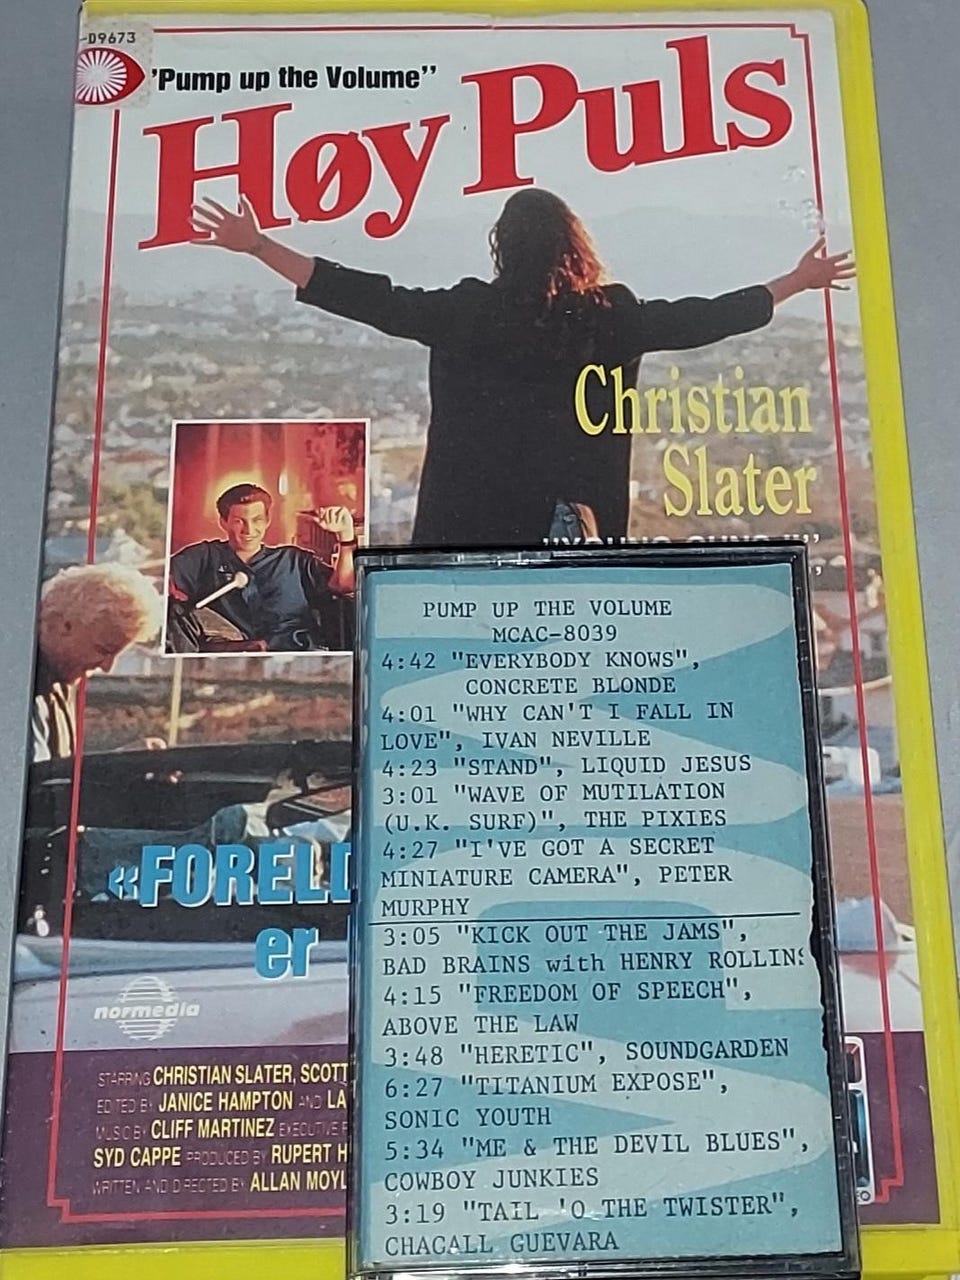 -D9673
"Pump up the Volume"
Høy Puls
Christian
Slater
PUMP UP THE VOLUME
MCAC-8039
4:42 "EVERYBODY KNOWS",
CONCRETE BLONDE
4:01 "WHY CAN'T I FALL IN
LOVE", IVAN NEVILLE
4:23 "STAND", LIQUID JESUS
3:01 "WAVE OF MUTILATION
(U.K. SURF)", THE PIXIES
4:27 "I'VE GOT A SECRET
MINIATURE CAMERA", PETER
MURPHY
3:05 "KICK OUT THE JAMS",
BAD BRAINS with HENRY ROLLINS
4:15 "FREEDOM OF SPEECH",
ABOVE THE LAW
3:48 "HERETIC", SOUNDGARDEN
6:27 "TITANIUM EXPOSE",
SONIC YOUTH
5:34 "ME & THE DEVIL BLUES",
COWBOY JUNKIES
3:19 "TAIL 'O THE TWISTER",
CHACALL GUEVARA
«FORELD
er
normedia
STARRING CHRISTIAN SLATER, SCOTT
EDITED BY JANICE HAMPTON AND LA
MUSIC BY CLIFF MARTINEZ EXECUTIVE P
SYD CAPPE PRODUCED BY RUPERT H
WRITTEN AND DIRECTED BY ALLAN MOYL